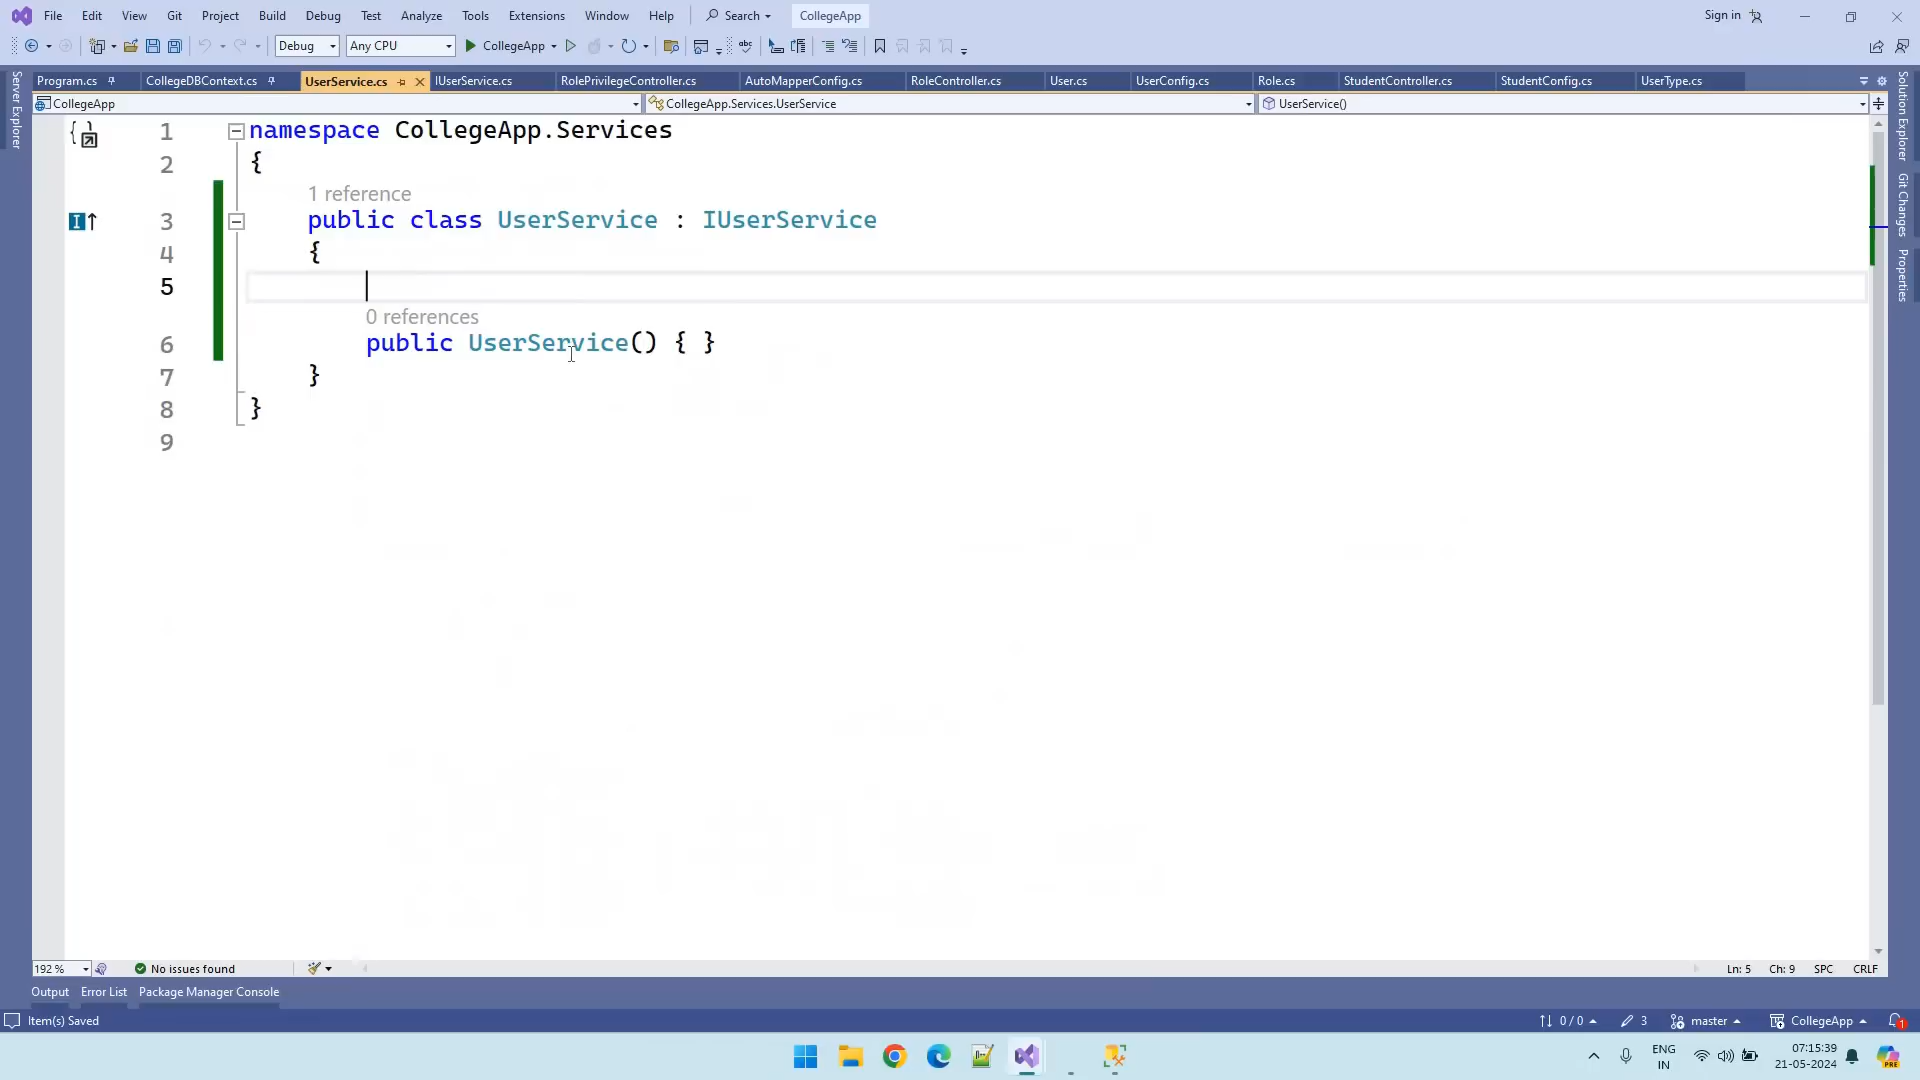 File Edit View Git Project Build Debug Test Analyze Tools Extensions Window Help Search CollegeApp Sign in
Debug Any CPU CollegeApp
Program.cs CollegeDBContext.cs UserService.cs IUserService.cs RolePrivilegeController.cs AutoMapperConfig.cs RoleController.cs User.cs UserConfig.cs Role.cs StudentController.cs StudentConfig.cs UserType.cs
CollegeApp CollegeApp.Services.UserService UserService()
Server Explorer
Solution Explorer
Git Changes
Properties
1 namespace CollegeApp.Services
2 {
1 reference
3 public class UserService : IUserService
4 {
5
0 references
6 public UserService() { }
7 }
8 }
9
192 % No issues found Ln: 5 Ch: 9 SPC CRLF
Output Error List Package Manager Console
Item(s) Saved 0 / 0 3 master CollegeApp 1
ENG 07:15:39
IN 21-05-2024
PRE